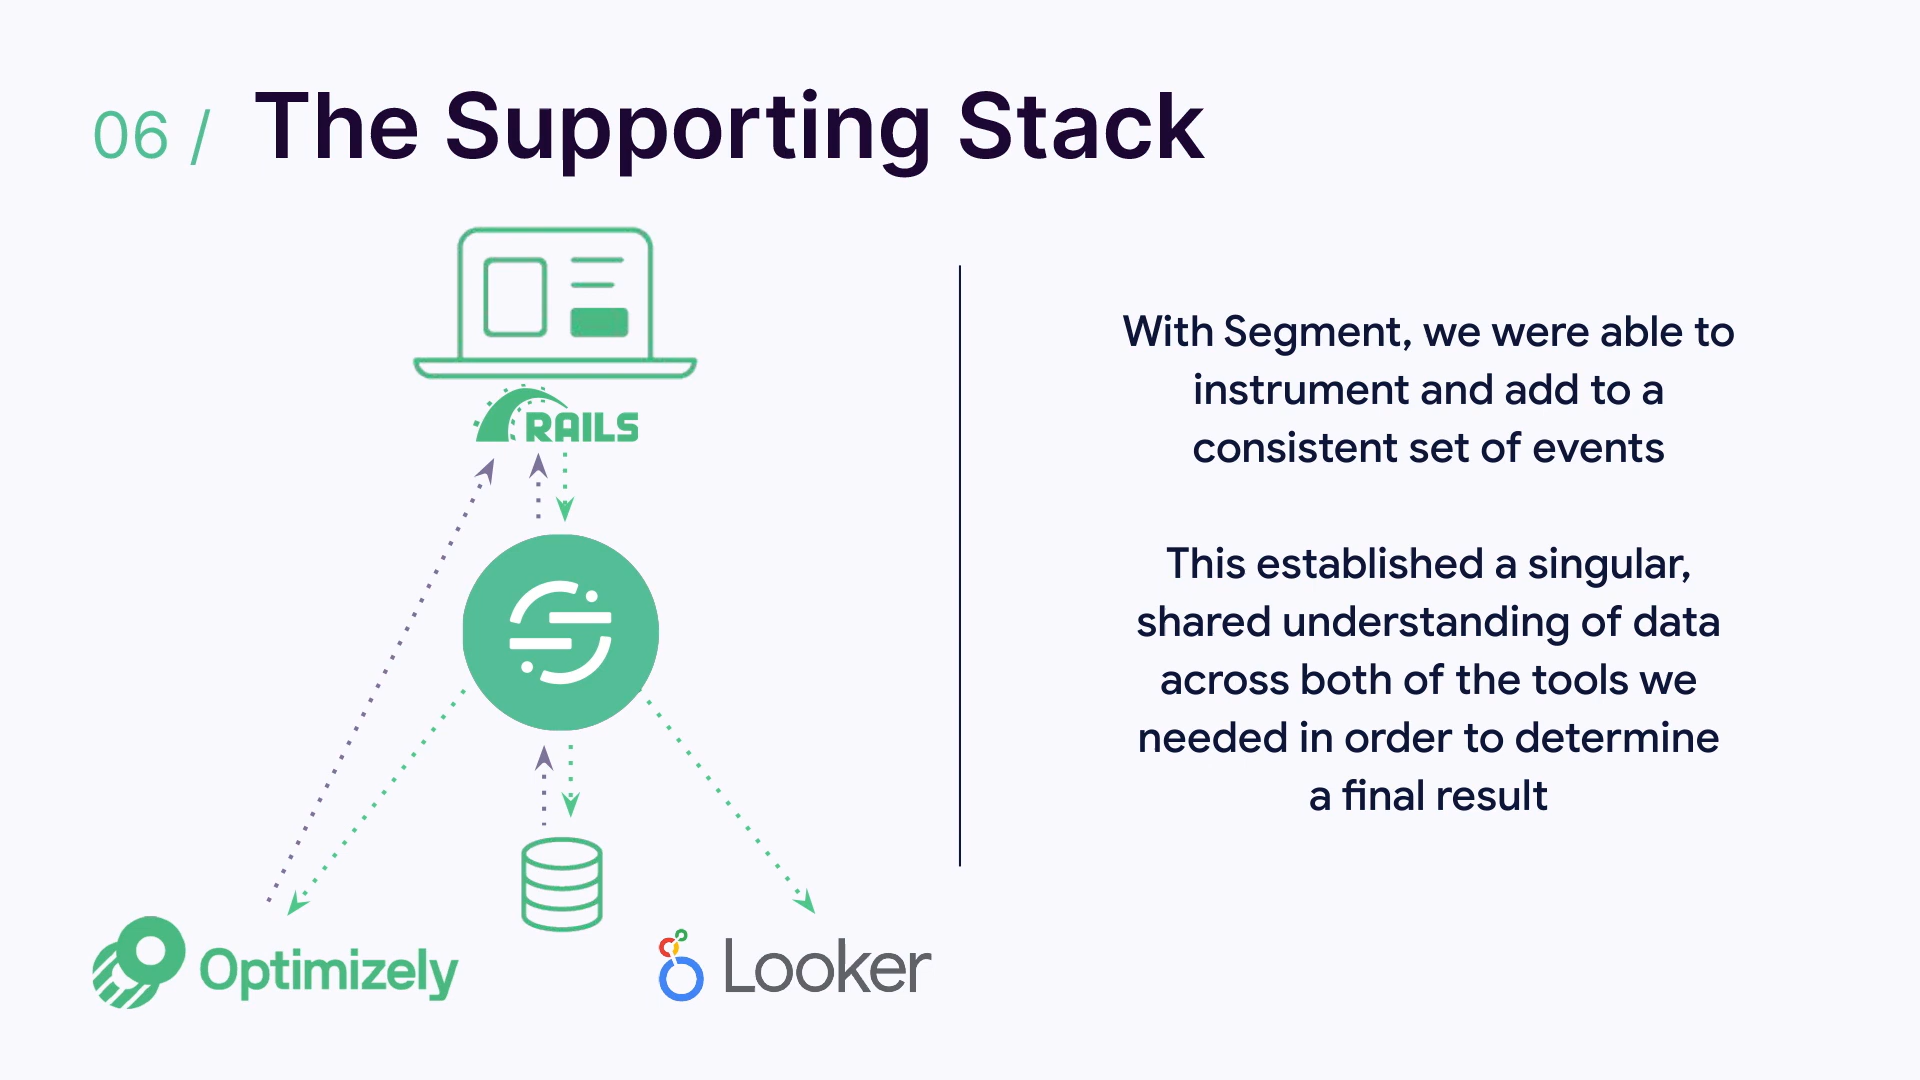 06 / The Supporting Stack
RAILS
Optimizely
Looker
With Segment, we were able to
instrument and add to a
consistent set of events
This established a singular,
shared understanding of data
across both of the tools we
needed in order to determine
a final result